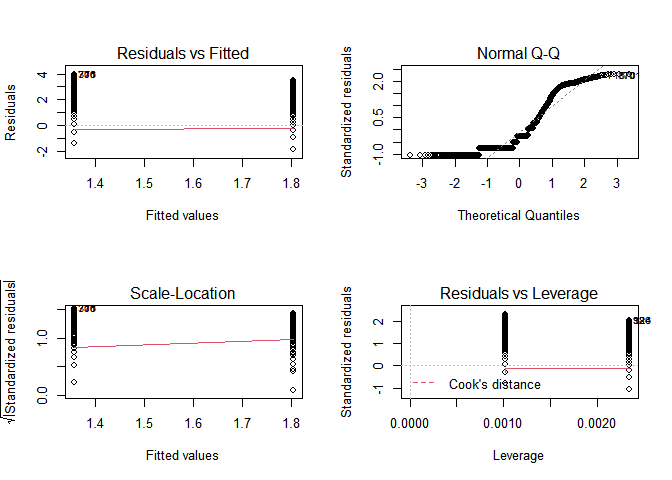 Residuals vs Fitted
Residuals
4
2
0
-2
1.4 1.5 1.6 1.7 1.8
Fitted values
Normal Q-Q
Standardized residuals
2.0
0.5
-1.0
-3 -2 -1 0 1 2 3
Theoretical Quantiles
Scale-Location
√|Standardized residuals|
1.0
0.0
1.4 1.5 1.6 1.7 1.8
Fitted values
Residuals vs Leverage
Standardized residuals
2
1
0
-1
Cook's distance
0.0000 0.0010 0.0020
Leverage